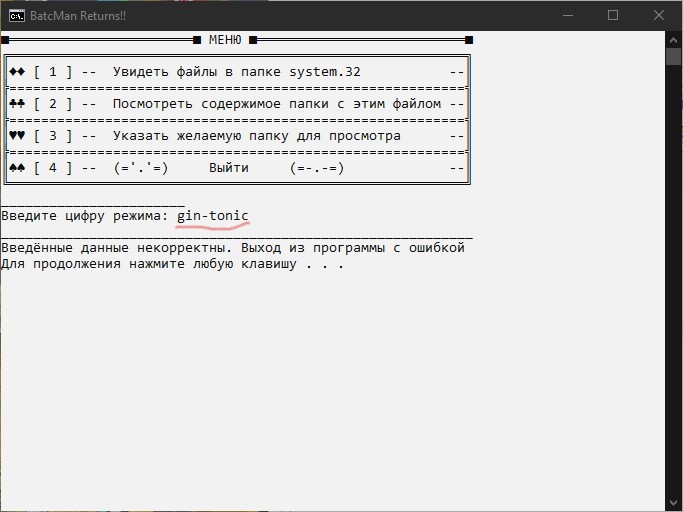 BatcMan Returns!!
МЕНЮ
♦♦ [ 1 ] -- Увидеть файлы в папке system.32 --
♣♣ [ 2 ] -- Посмотреть содержимое папки с этим файлом --
♥♥ [ 3 ] -- Указать желаемую папку для просмотра --
♠♠ [ 4 ] -- (='.'=) Выйти (=-.-=) --
Введите цифру режима: gin-tonic
Введённые данные некорректны. Выход из программы с ошибкой
Для продолжения нажмите любую клавишу . . .